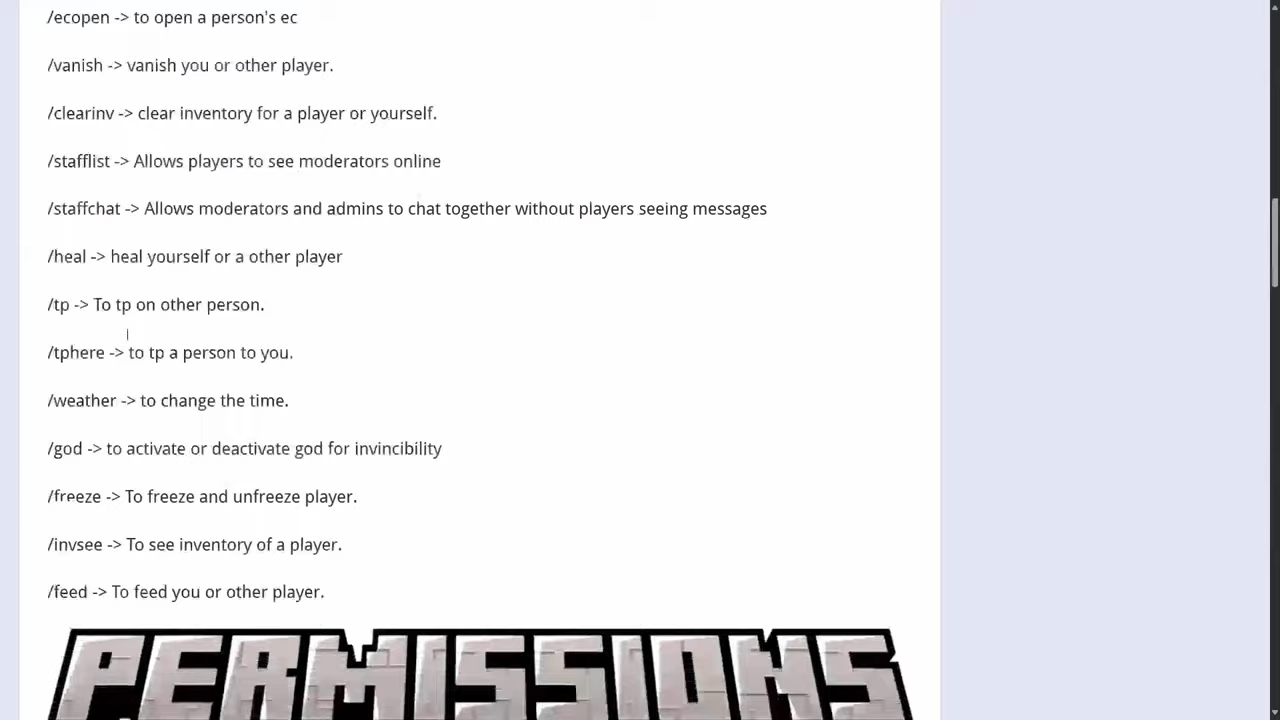 /ecopen -> to open a person's ec
/vanish -> vanish you or other player.
/clearinv -> clear inventory for a player or yourself.
/stafflist -> Allows players to see moderators online
/staffchat -> Allows moderators and admins to chat together without players seeing messages
/heal -> heal yourself or a other player
/tp -> To tp on other person.
/tphere -> to tp a person to you.
/weather -> to change the time.
/god -> to activate or deactivate god for invincibility
/freeze -> To freeze and unfreeze player.
/invsee -> To see inventory of a player.
/feed -> To feed you or other player.
PERMISSIONS